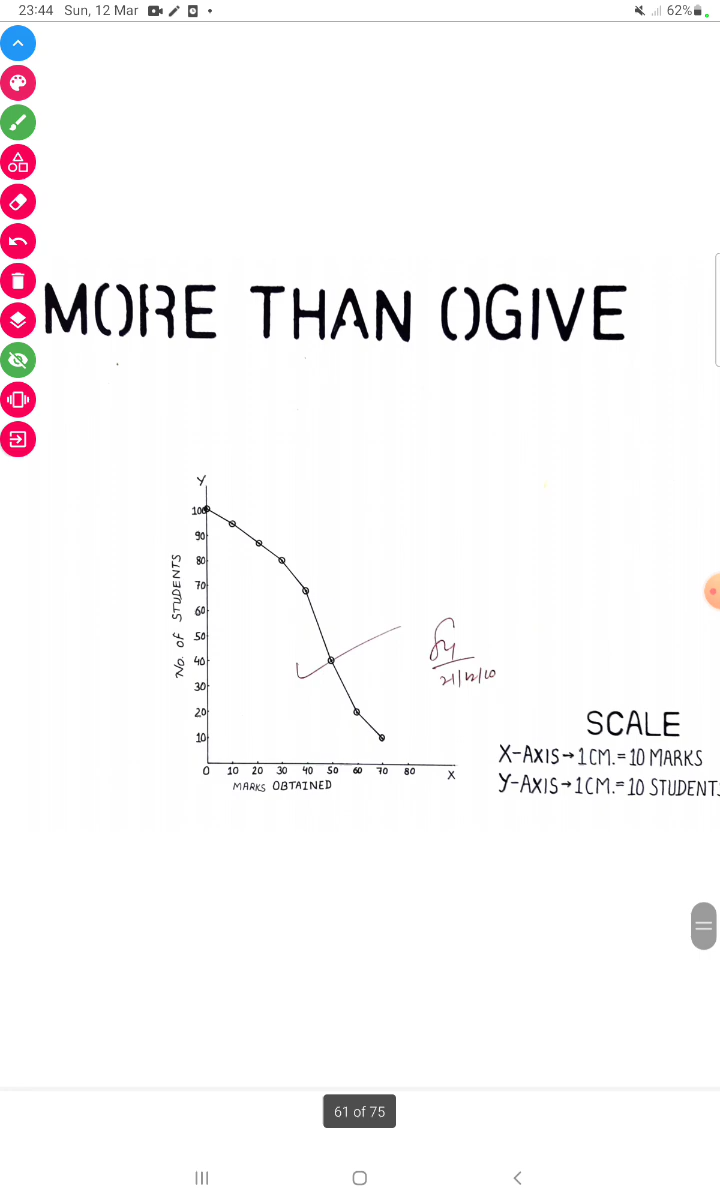 23:44 Sun, 12 Mar
62%
MORE THAN OGIVE
Y
100
90
80
70
60
50
40
30
20
10
No. of STUDENTS
0 10 20 30 40 50 60 70 80 X
MARKS OBTAINED
SCALE
X-AXIS→1CM.=10 MARKS
Y-AXIS→1CM.=10 STUDENTS
61 of 75